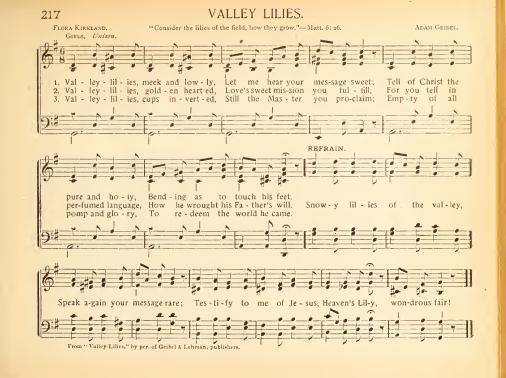 217
VALLEY LILIES.
FLORA KIRKLAND.
"Consider the lilies of the field, how they grow."—Matt. 6: 26.
ADAM GEIBEL.
GIRLS, Unison.
1. Val - ley - lil - ies, meek and low - ly, Let me hear your mes-sage sweet; Tell of Christ the
2. Val - ley - lil - ies, gold - en heart ed, Love's sweet mis-sion you ful - fill, For you tell in
3. Val - ley - lil - ies, cups in - vert - ed, Still the Mas - ter you pro-claim; Emp - ty of all
REFRAIN.
pure and ho - ly, Bend - ing as to touch his feet.
per-fumed language, How he wrought his Fa - ther's will. Snow - y lil - ies of the val - ley,
pomp and glo - ry, To re - deem the world he came.
Speak a-gain your message rare; Tes - ti - fy to me of Je - sus, Heaven's Lil-y, won-drous fair!
From "Valley Lilies," by per. of Geibel & Lehman, publishers.